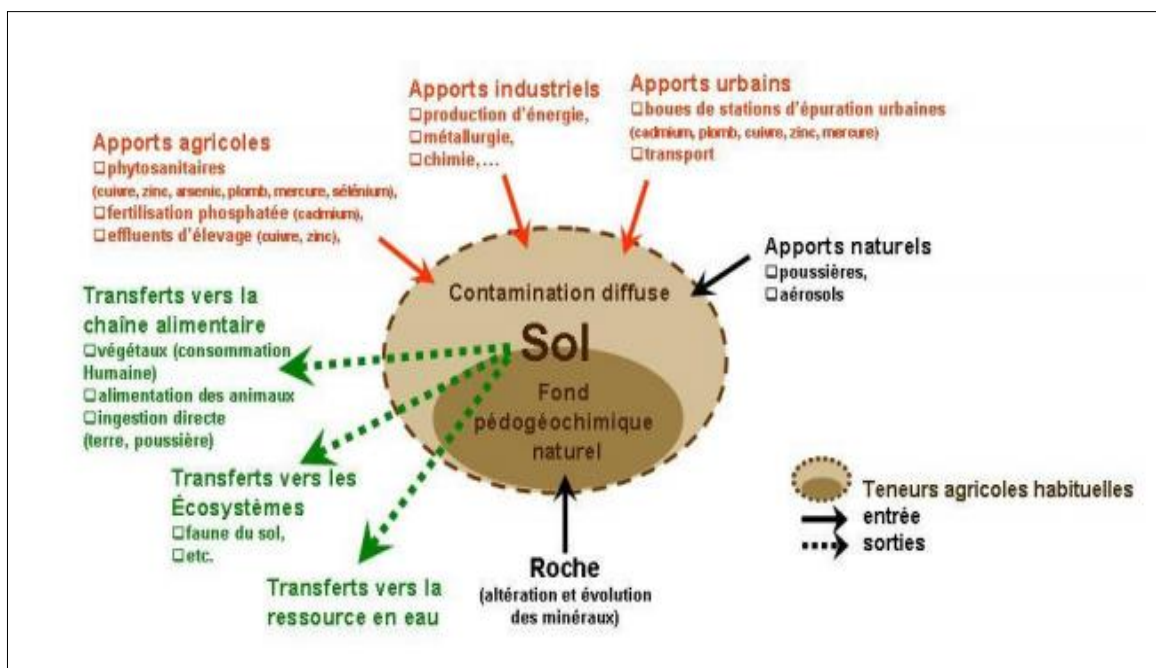 Apports agricoles
❑phytosanitaires
(cuivre, zinc, arsenic, plomb, mercure, sélénium),
❑fertilisation phosphatée (cadmium),
❑effluents d'élevage (cuivre, zinc),
Apports industriels
❑production d'énergie,
❑métallurgie,
❑chimie, ...
Apports urbains
❑boues de stations d'épuration urbaines
(cadmium, plomb, cuivre, zinc, mercure)
❑transport
Apports naturels
❑poussières,
❑aérosols
Contamination diffuse
Sol
Fond
pédogéochimique
naturel
Transferts vers la
chaîne alimentaire
❑végétaux (consommation
Humaine)
❑alimentation des animaux
❑ingestion directe
(terre, poussière)
Transferts vers les
Écosystèmes
❑faune du sol,
❑etc.
Transferts vers la
ressource en eau
Roche
(altération et évolution
des minéraux)
Teneurs agricoles habituelles
entrée
sorties